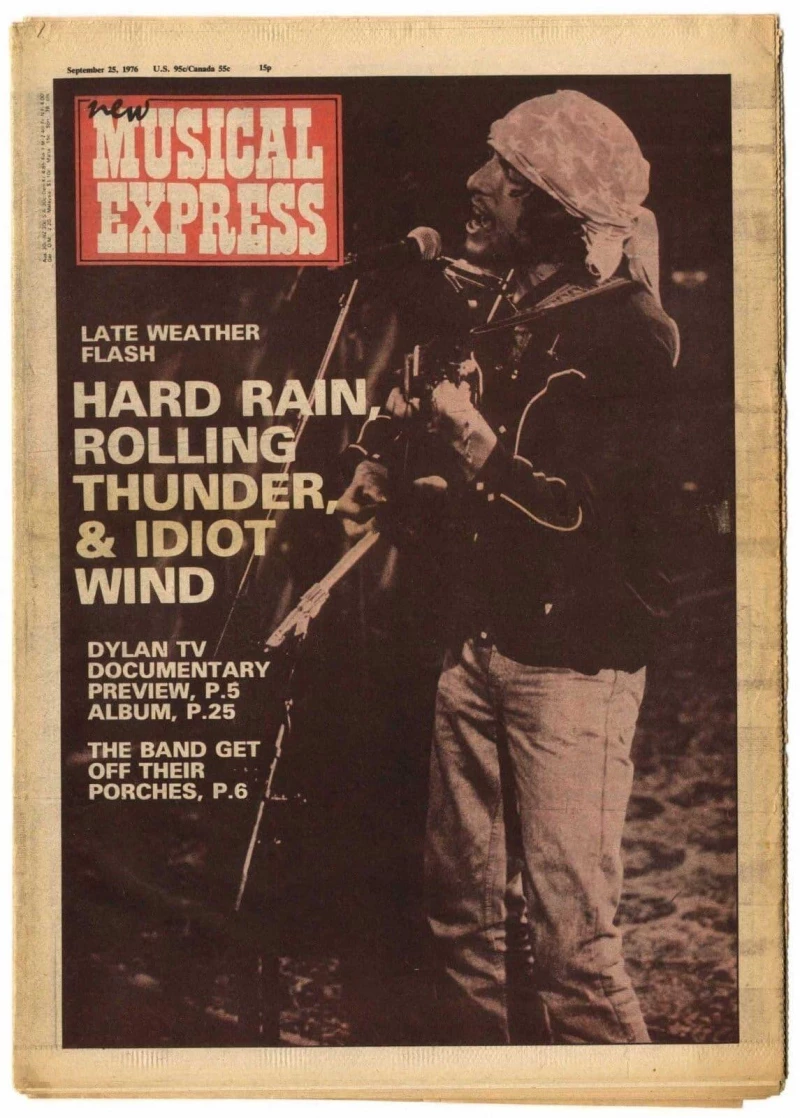 September 25, 1976 U.S. 95c/Canada 55c 15p
new
MUSICAL
EXPRESS
LATE WEATHER
FLASH
HARD RAIN,
ROLLING
THUNDER,
& IDIOT
WIND
DYLAN TV
DOCUMENTARY
PREVIEW, P.5
ALBUM, P.25
THE BAND GET
OFF THEIR
PORCHES, P.6